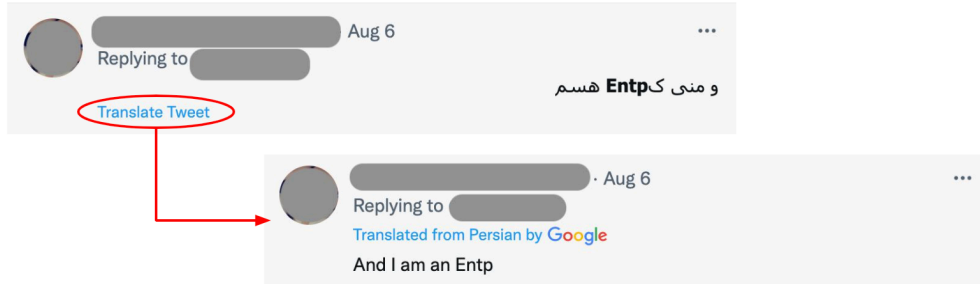 Aug 6
Replying to
و منی کEntp هسم
Translate Tweet
· Aug 6
Replying to
Translated from Persian by Google
And I am an Entp